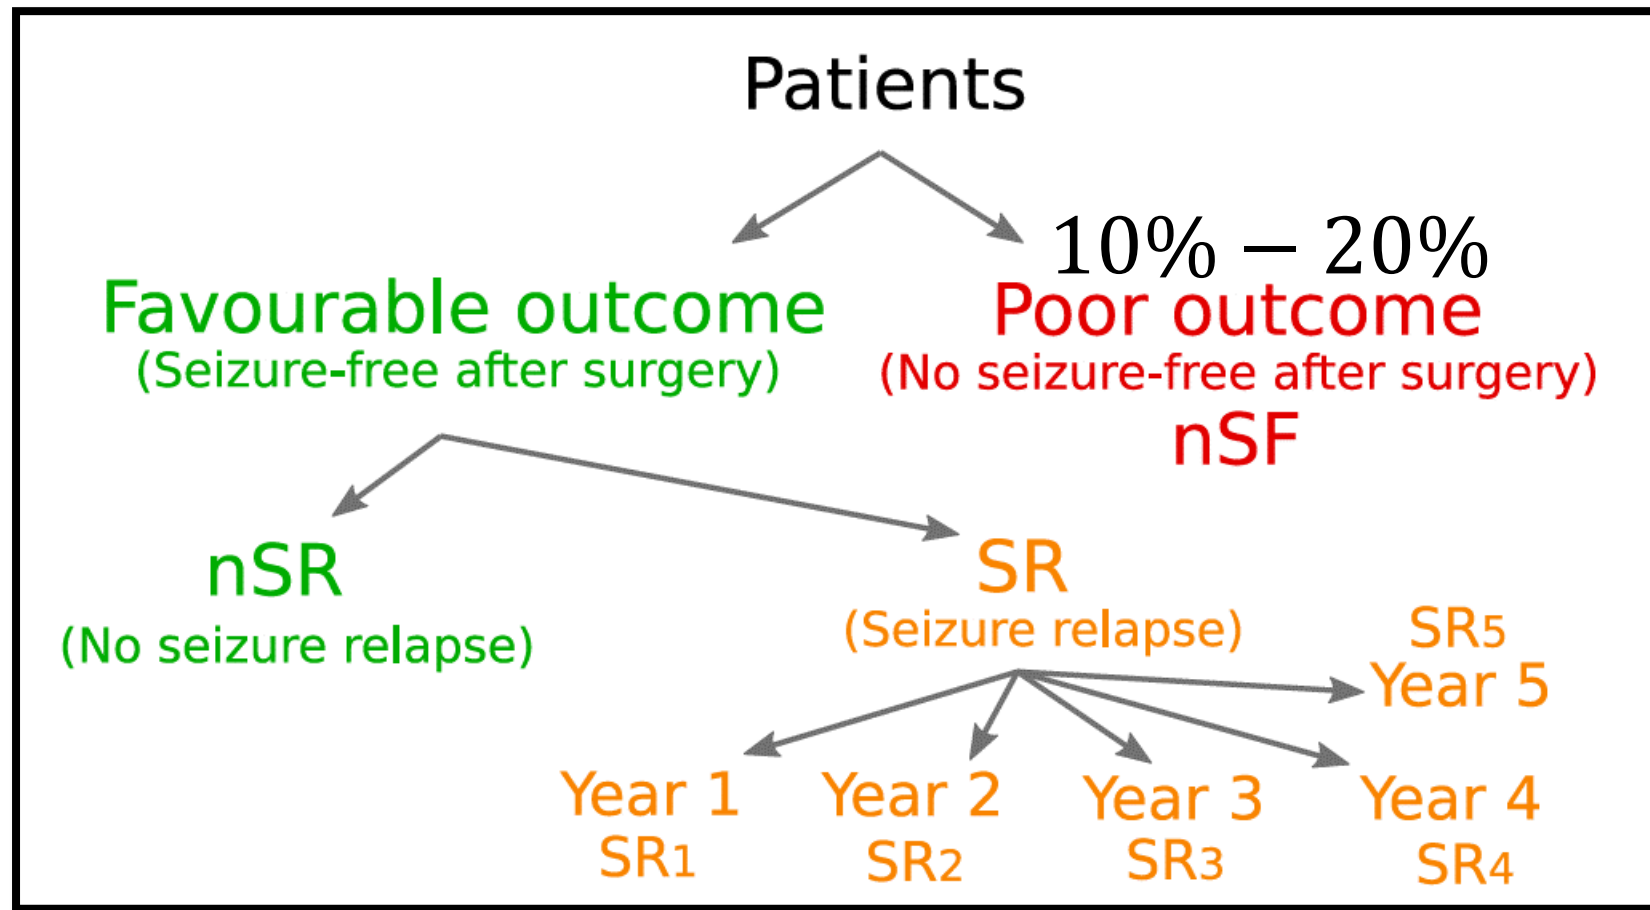 Patients
10% – 20%
Favourable outcome
(Seizure-free after surgery)
Poor outcome
(No seizure-free after surgery)
nSF
nSR
(No seizure relapse)
SR
(Seizure relapse)
SR5
Year 5
Year 1
SR1
Year 2
SR2
Year 3
SR3
Year 4
SR4